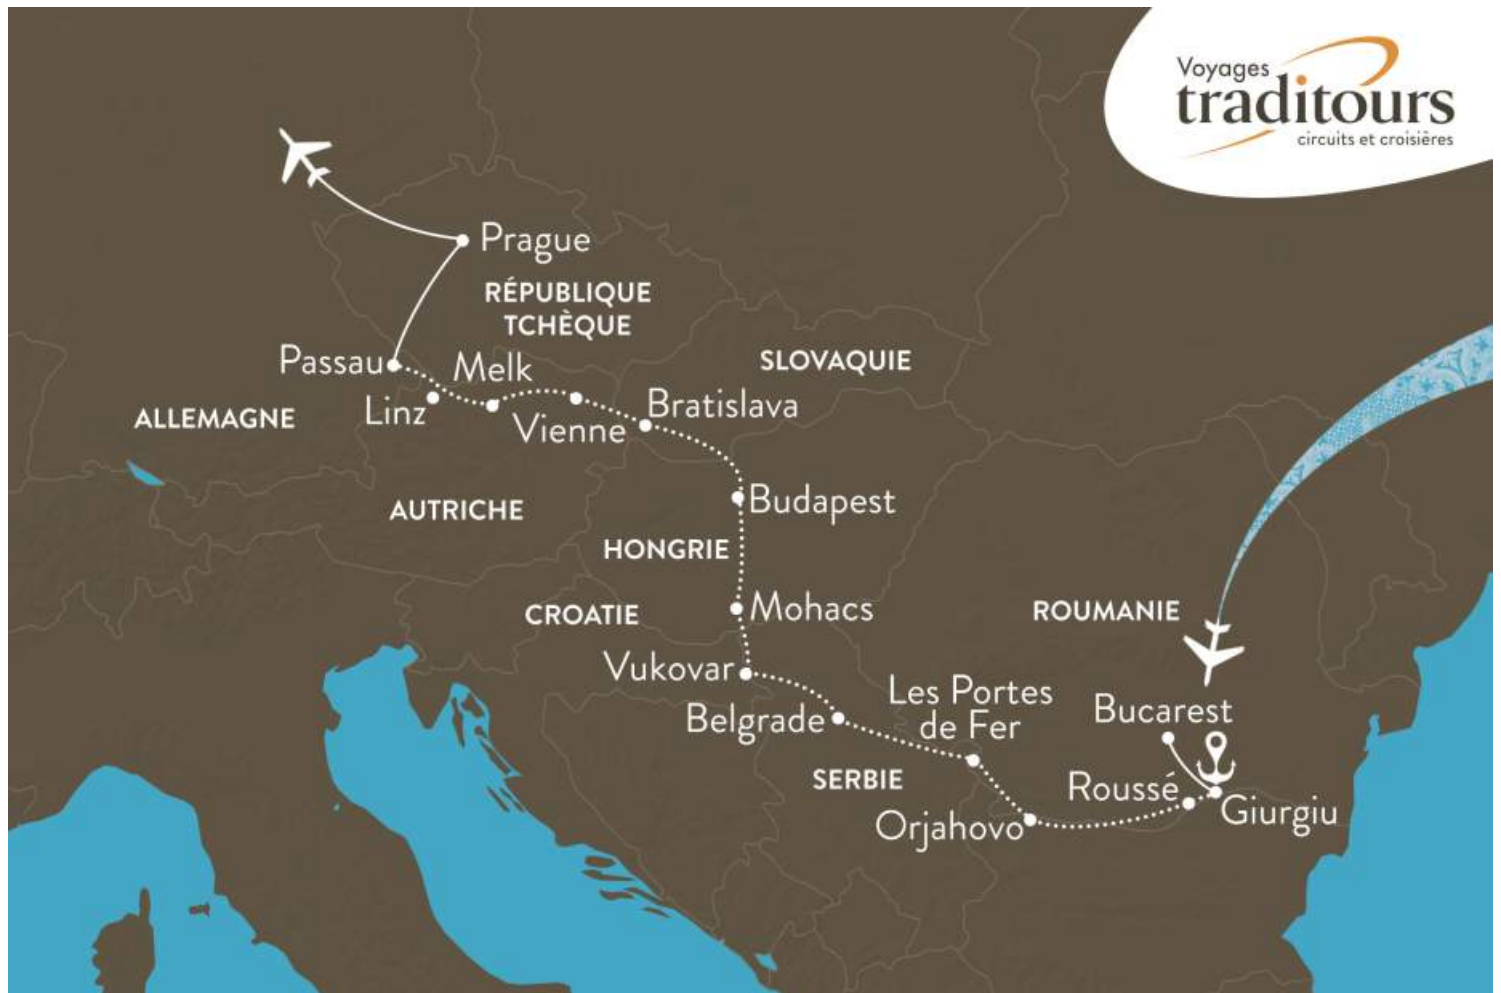 Voyages
traditours
circuits et croisières
Prague
RÉPUBLIQUE
TCHÈQUE
Passau
Melk
SLOVAQUIE
Linz
Bratislava
ALLEMAGNE
Vienne
Budapest
AUTRICHE
HONGRIE
Mohacs
CROATIE
ROUMANIE
Vukovar
Les Portes
de Fer
Belgrade
Bucarest
SERBIE
Roussé
Giurgiu
Orjahovo